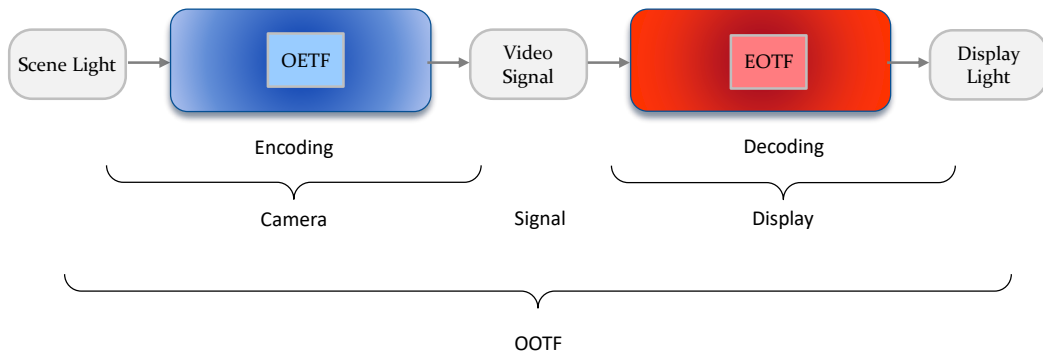 Scene Light
OETF
Video
Signal
EOTF
Display
Light
Encoding
Decoding
Camera
Signal
Display
OOTF